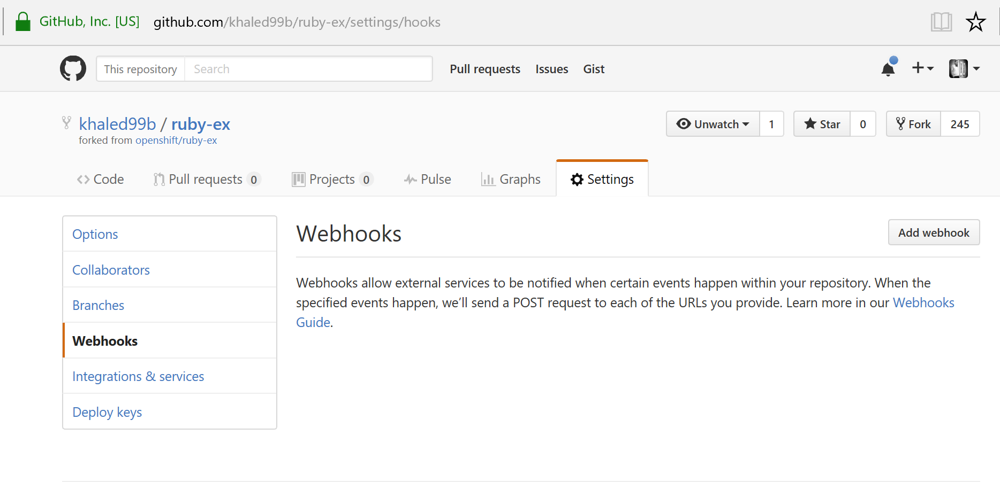 GitHub, Inc. [US] github.com/khaled99b/ruby-ex/settings/hooks
This repository Search Pull requests Issues Gist
khaled99b / ruby-ex Unwatch 1 Star 0 Fork 245
forked from openshift/ruby-ex
Code Pull requests 0 Projects 0 Pulse Graphs Settings
Options
Collaborators
Branches
Webhooks
Integrations & services
Deploy keys
Webhooks Add webhook
Webhooks allow external services to be notified when certain events happen within your repository. When the
specified events happen, we’ll send a POST request to each of the URLs you provide. Learn more in our Webhooks
Guide.